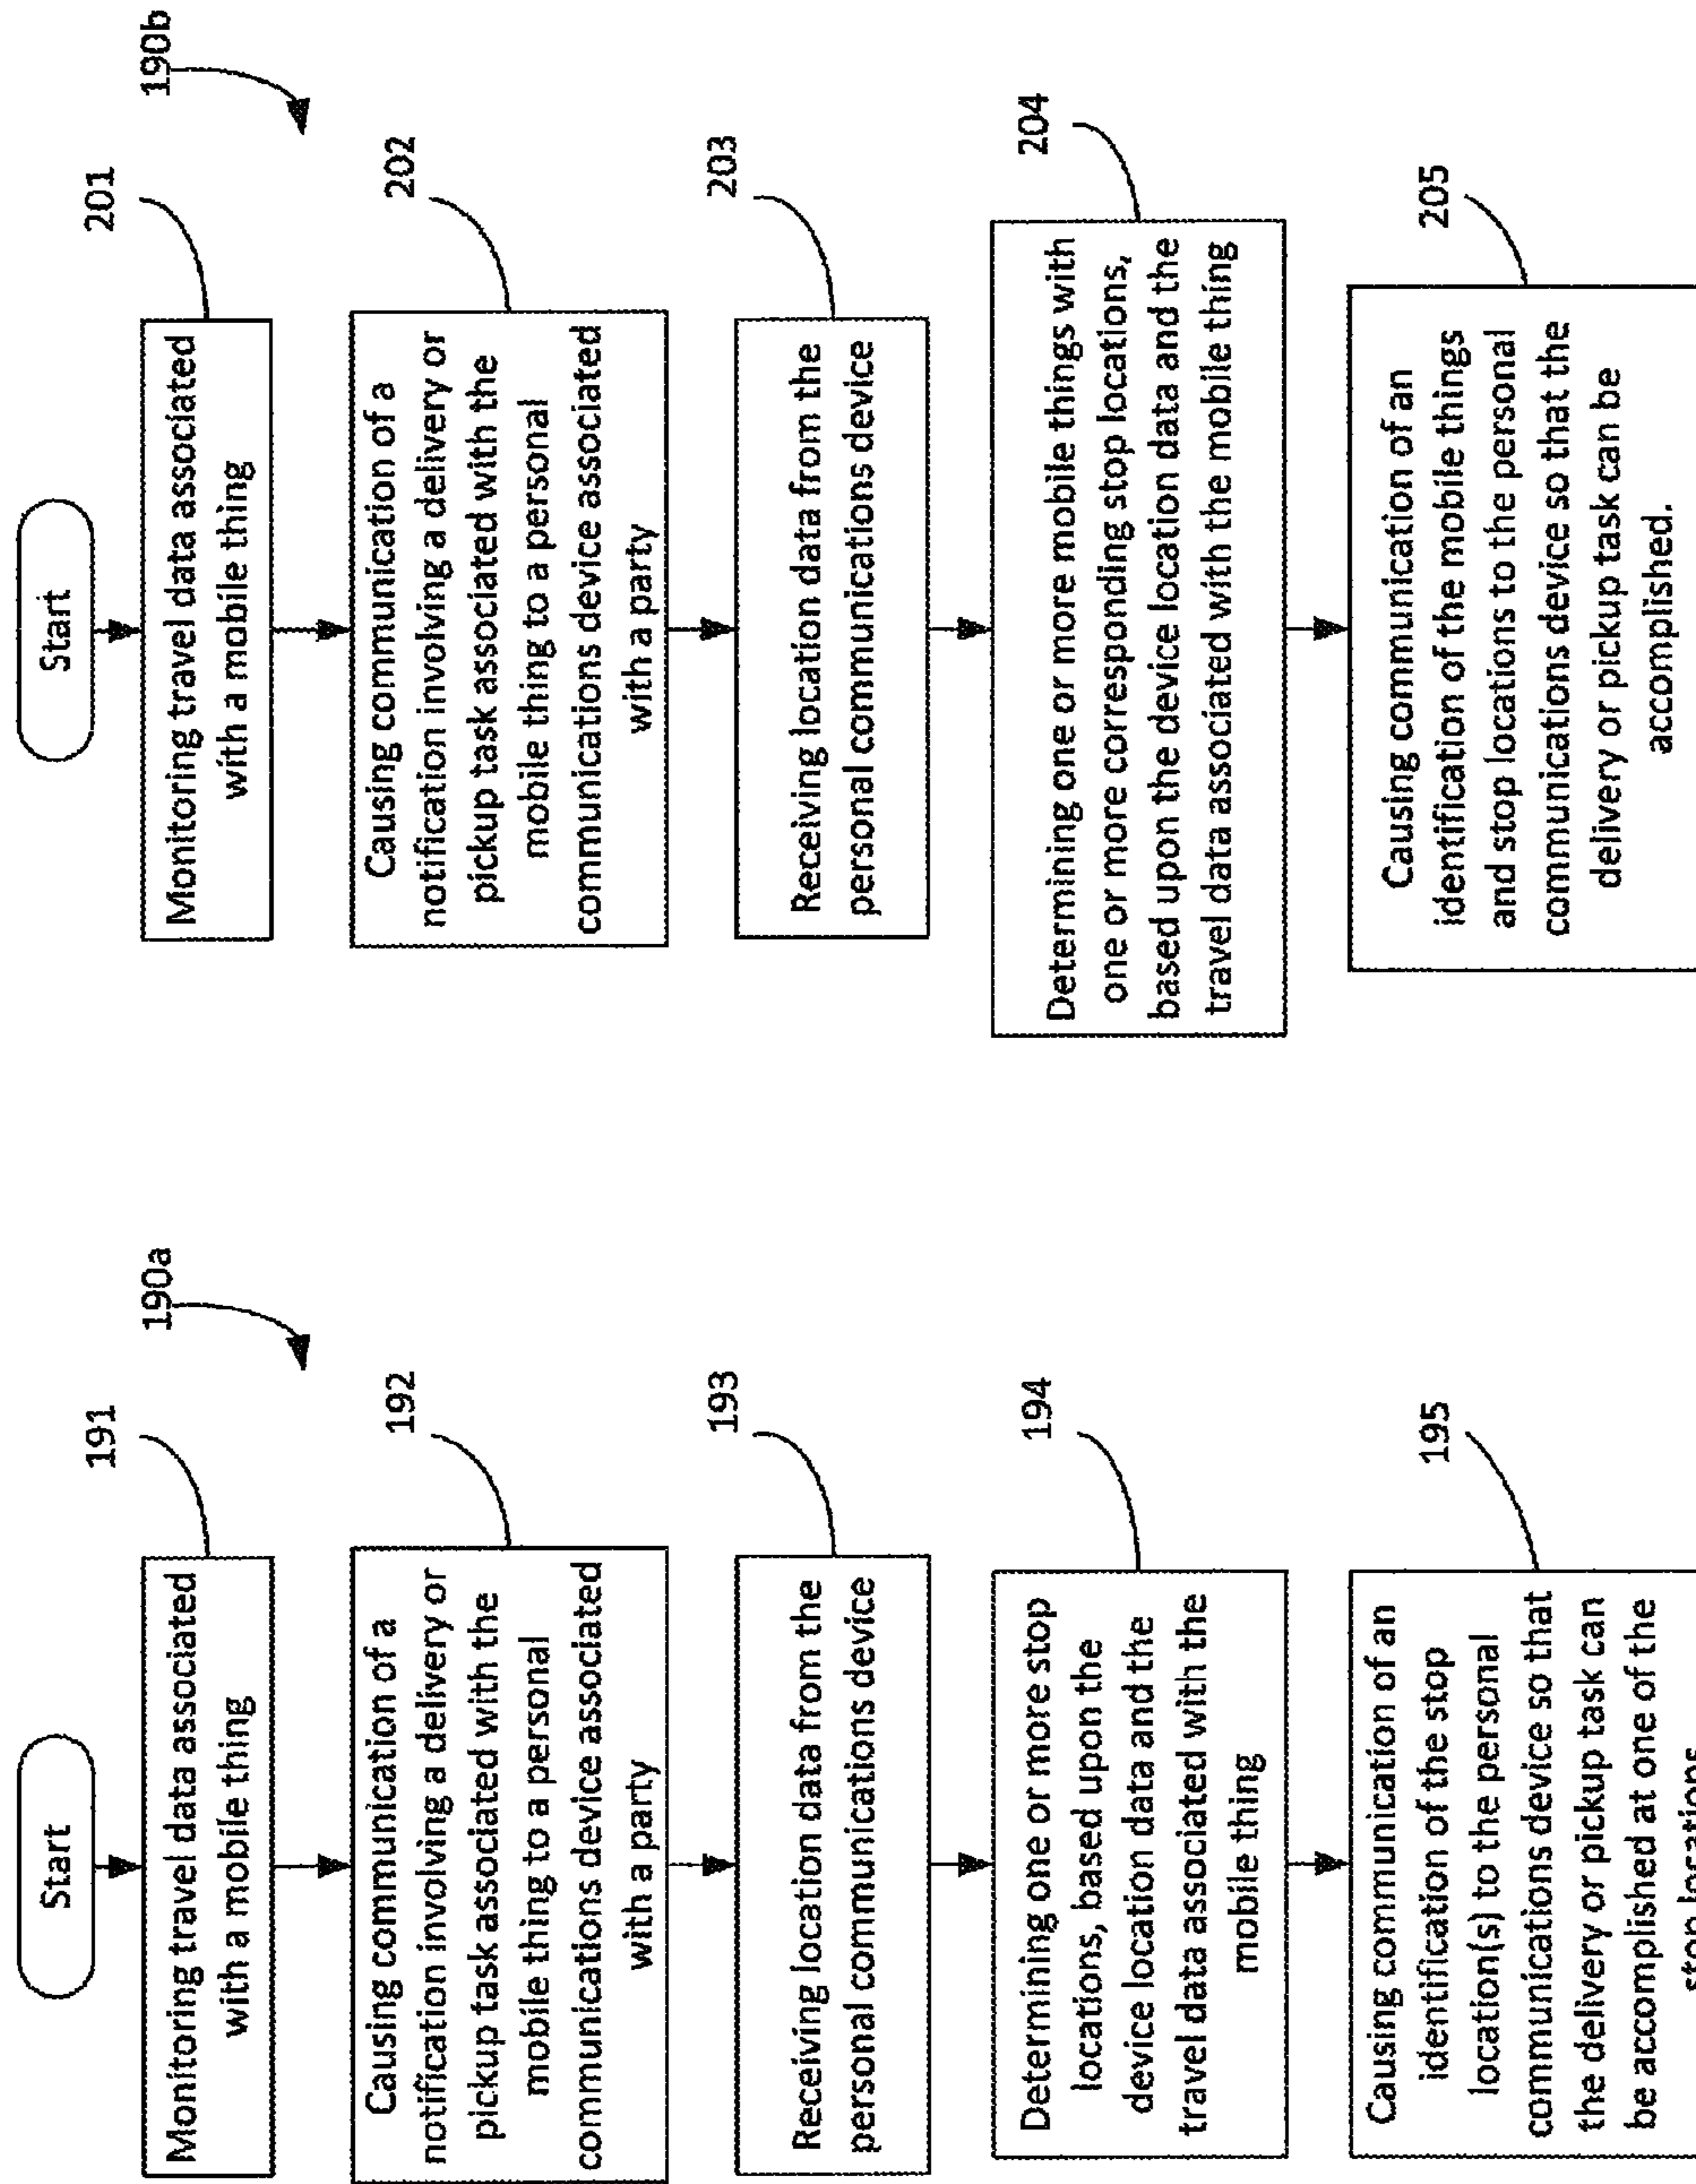 Start
190a
191
Monitoring travel data associated
with a mobile thing
192
Causing communication of a
notification involving a delivery or
pickup task associated with the
mobile thing to a personal
communications device associated
with a party
193
Receiving location data from the
personal communications device
194
Determining one or more stop
locations, based upon the
device location data and the
travel data associated with the
mobile thing
195
Causing communication of an
identification of the stop
location(s) to the personal
communications device so that
the delivery or pickup task can
be accomplished at one of the
stop locations
Start
190b
201
Monitoring travel data associated
with a mobile thing
202
Causing communication of a
notification involving a delivery or
pickup task associated with the
mobile thing to a personal
communications device associated
with a party
203
Receiving location data from the
personal communications device
204
Determining one or more mobile things with
one or more corresponding stop locations,
based upon the device location data and the
travel data associated with the mobile thing
205
Causing communication of an
identification of the mobile things
and stop locations to the personal
communications device so that the
delivery or pickup task can be
accomplished.